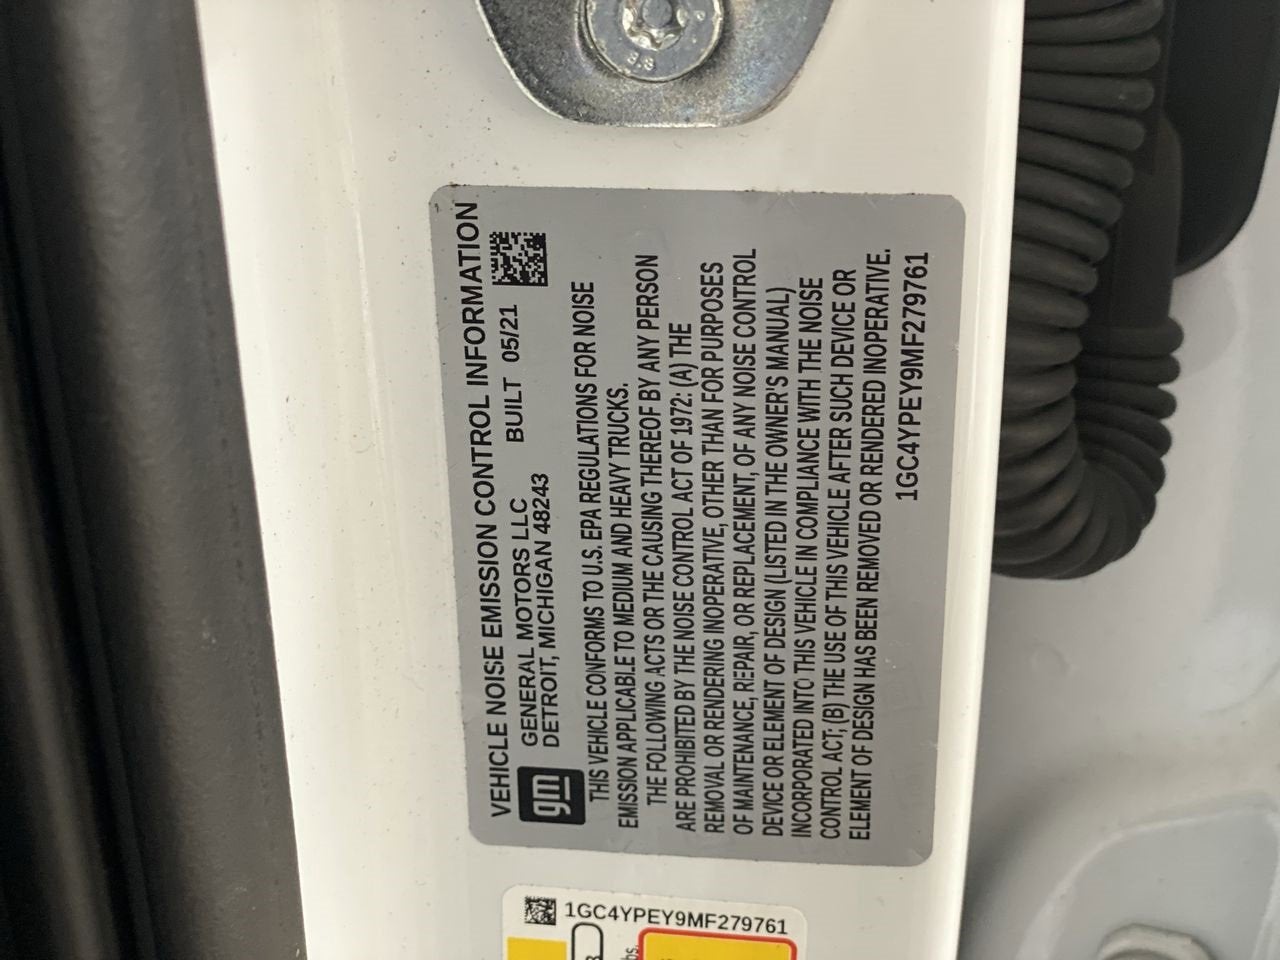 VEHICLE NOISE EMISSION CONTROL INFORMATION
gm
GENERAL MOTORS LLC
DETROIT, MICHIGAN 48243
BUILT 05/21
THIS VEHICLE CONFORMS TO U.S. EPA REGULATIONS FOR NOISE
EMISSION APPLICABLE TO MEDIUM AND HEAVY TRUCKS.
THE FOLLOWING ACTS OR THE CAUSING THEREOF BY ANY PERSON
ARE PROHIBITED BY THE NOISE CONTROL ACT OF 1972: (A) THE
REMOVAL OR RENDERING INOPERATIVE, OTHER THAN FOR PURPOSES
OF MAINTENANCE, REPAIR, OR REPLACEMENT, OF ANY NOISE CONTROL
DEVICE OR ELEMENT OF DESIGN (LISTED IN THE OWNER'S MANUAL)
INCORPORATED INTO THIS VEHICLE IN COMPLIANCE WITH THE NOISE
CONTROL ACT; (B) THE USE OF THIS VEHICLE AFTER SUCH DEVICE OR
ELEMENT OF DESIGN HAS BEEN REMOVED OR RENDERED INOPERATIVE.
1GC4YPEY9MF279761
1GC4YPEY9MF279761